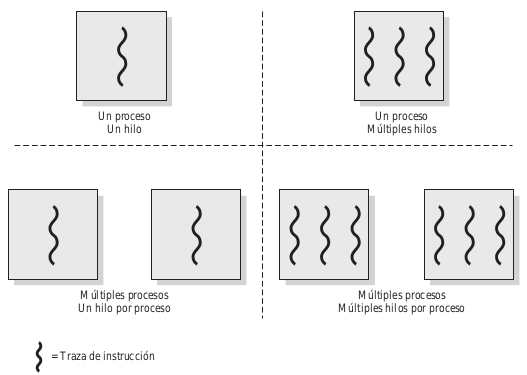 Un proceso
Un hilo
Un proceso
Múltiples hilos
Múltiples procesos
Un hilo por proceso
Múltiples procesos
Múltiples hilos por proceso
= Traza de instrucción